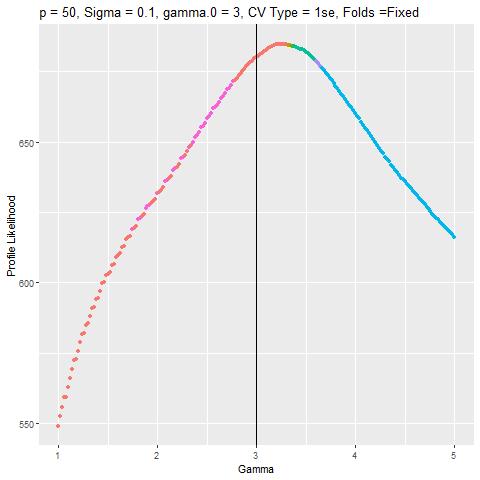 p = 50, Sigma = 0.1, gamma.0 = 3, CV Type = 1se, Folds =Fixed
Profile Likelihood
650
600
550
1
2
3
4
5
Gamma